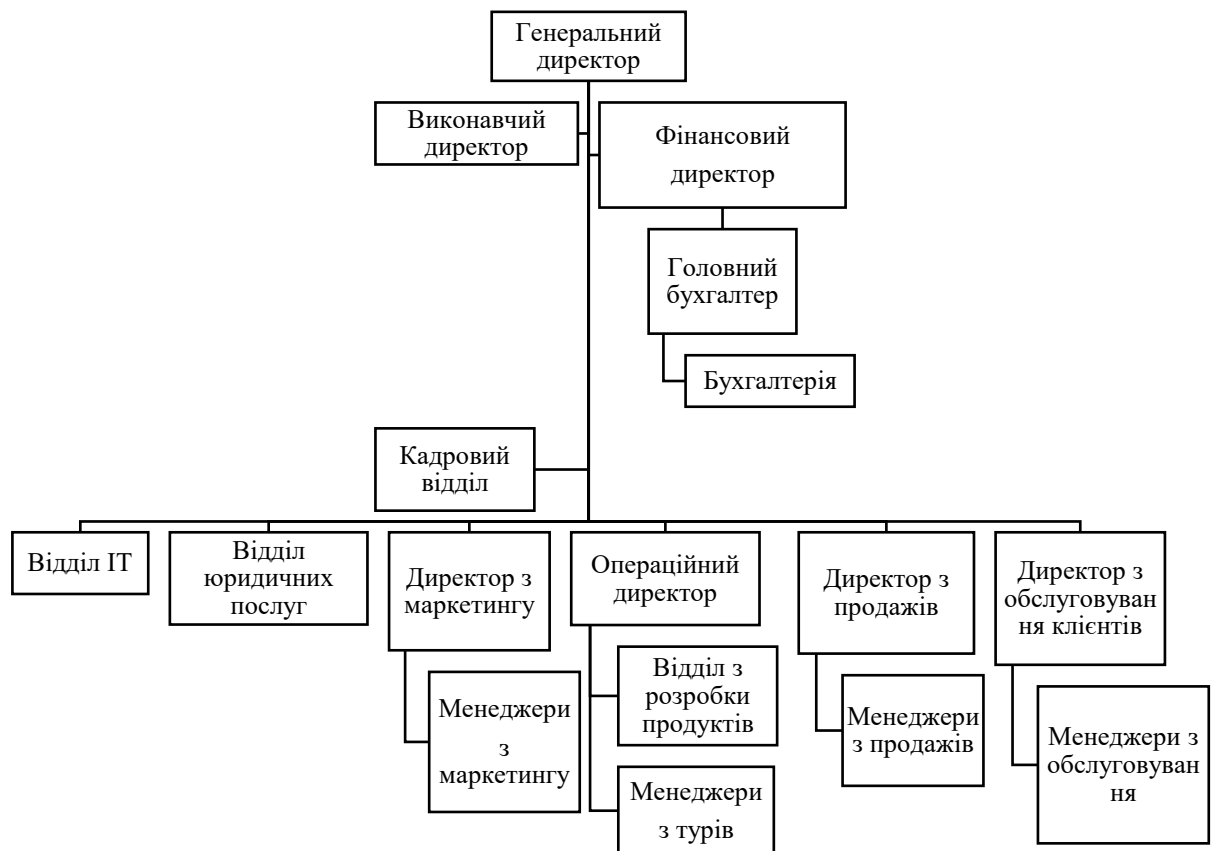 Генеральний
директор
Виконавчий
директор
Фінансовий
директор
Головний
бухгалтер
Бухгалтерія
Кадровий
відділ
Відділ ІТ
Відділ
юридичних
послуг
Директор з
маркетингу
Менеджери
з
маркетингу
Операційний
директор
Відділ з
розробки
продуктів
Менеджери
з турів
Директор з
продажів
Менеджери
з продажів
Директор з
обслуговуван
ня клієнтів
Менеджери з
обслуговуван
ня